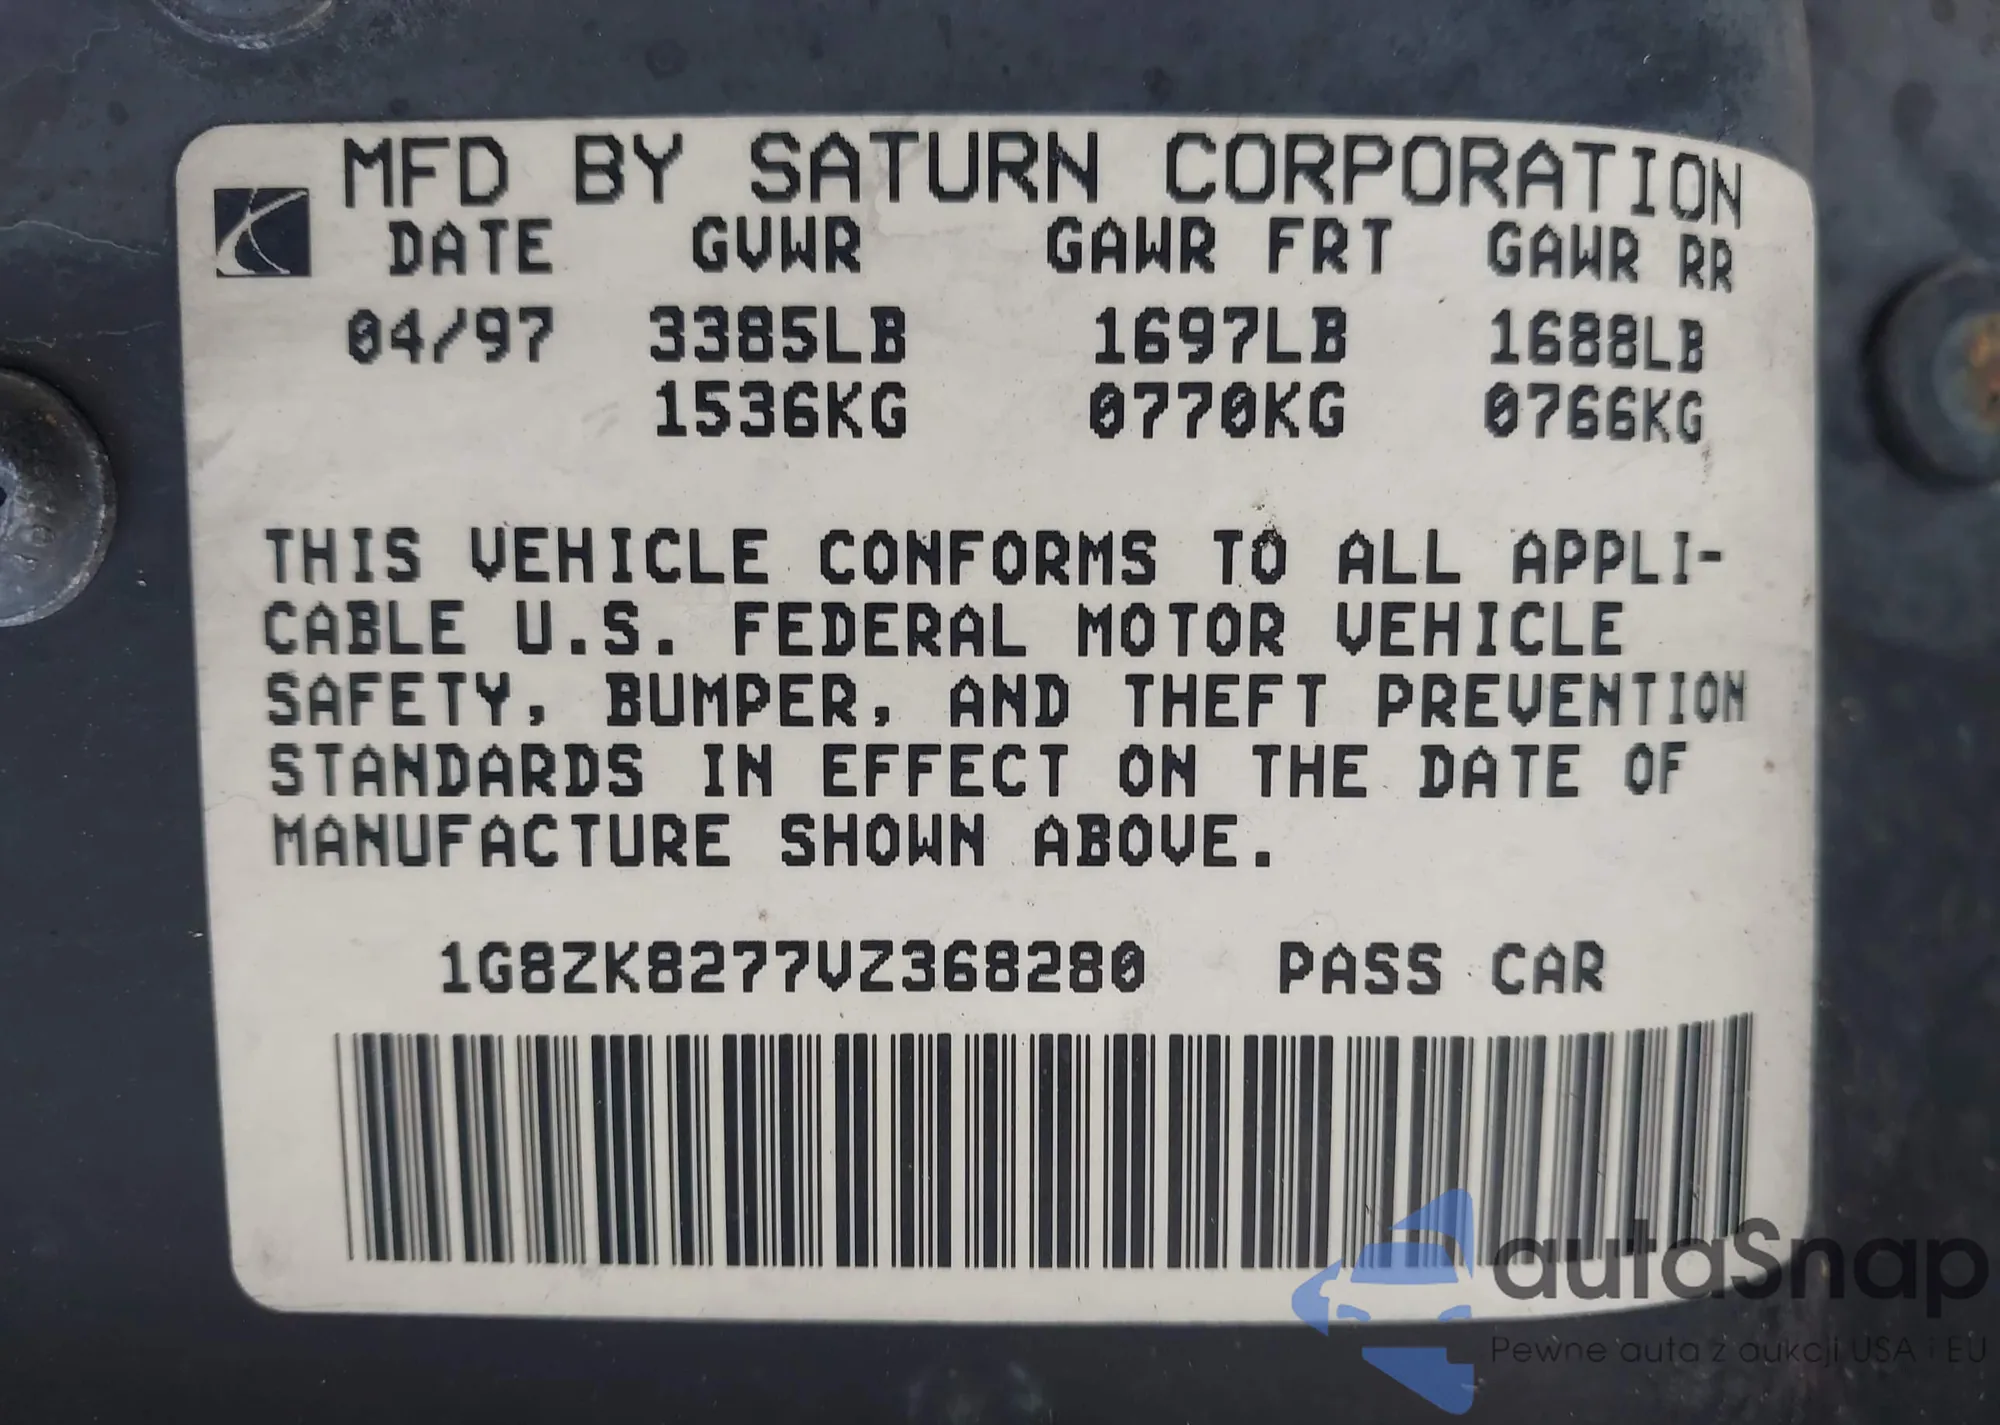 MFD BY SATURN CORPORATION
DATE GVWR GAWR FRT GAWR RR
04/97 3385LB 1697LB 1688LB
1536KG 0770KG 0766KG
THIS VEHICLE CONFORMS TO ALL APPLI-
CABLE U.S. FEDERAL MOTOR VEHICLE
SAFETY, BUMPER, AND THEFT PREVENTION
STANDARDS IN EFFECT ON THE DATE OF
MANUFACTURE SHOWN ABOVE.
1G8ZK8277VZ368280 PASS CAR
autaSnap
Pewne auta z aukcji USA i EU